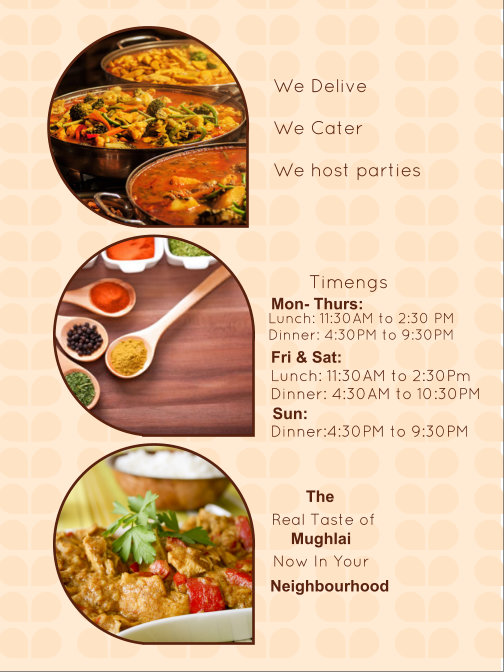 We Delive
We Cater
We host parties
Timengs
Mon- Thurs:
Lunch: 11:30AM to 2:30 PM
Dinner: 4:30PM to 9:30PM
Fri & Sat:
Lunch: 11:30AM to 2:30Pm
Dinner: 4:30AM to 10:30PM
Sun:
Dinner:4:30PM to 9:30PM
The
Real Taste of
Mughlai
Now In Your
Neighbourhood